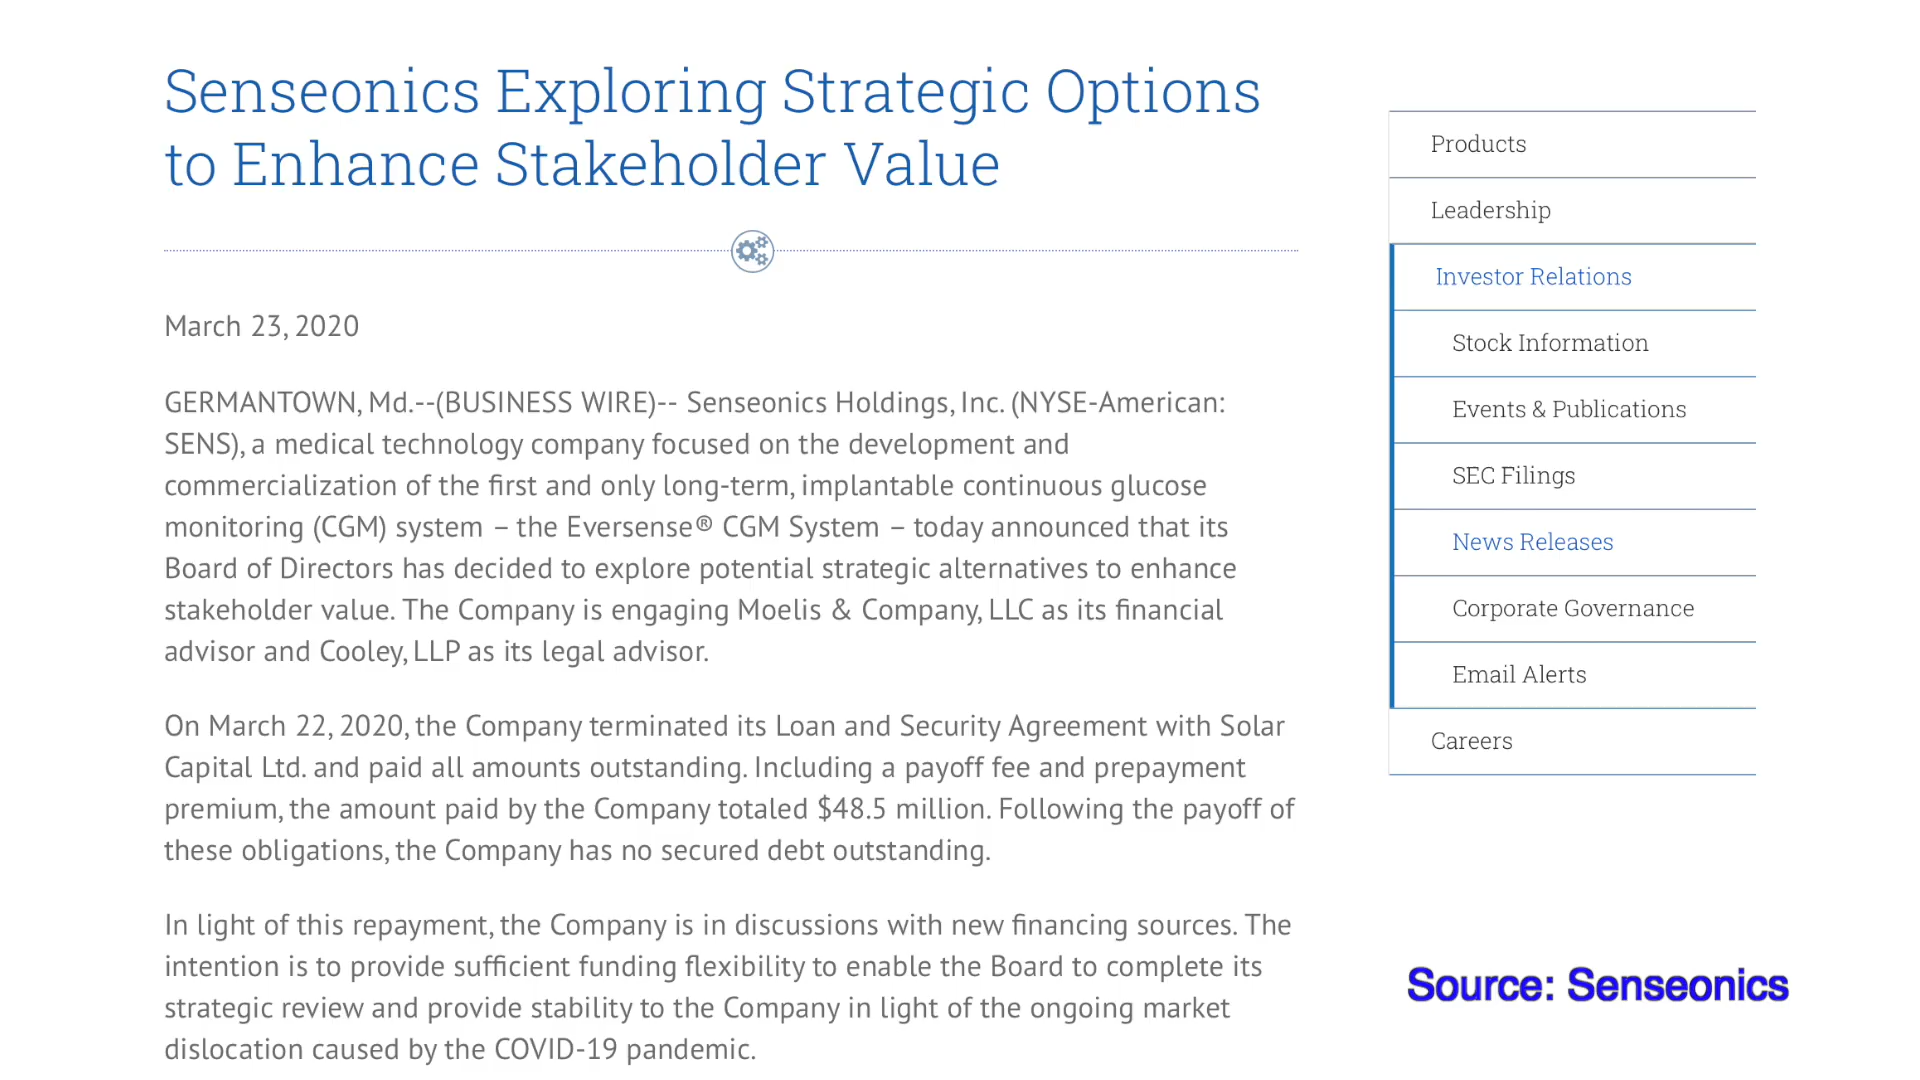 Senseonics Exploring Strategic Options
to Enhance Stakeholder Value
March 23, 2020
GERMANTOWN, Md.--(BUSINESS WIRE)-- Senseonics Holdings, Inc. (NYSE-American:
SENS), a medical technology company focused on the development and
commercialization of the first and only long-term, implantable continuous glucose
monitoring (CGM) system – the Eversense® CGM System – today announced that its
Board of Directors has decided to explore potential strategic alternatives to enhance
stakeholder value. The Company is engaging Moelis & Company, LLC as its financial
advisor and Cooley, LLP as its legal advisor.
On March 22, 2020, the Company terminated its Loan and Security Agreement with Solar
Capital Ltd. and paid all amounts outstanding. Including a payoff fee and prepayment
premium, the amount paid by the Company totaled $48.5 million. Following the payoff of
these obligations, the Company has no secured debt outstanding.
In light of this repayment, the Company is in discussions with new financing sources. The
intention is to provide sufficient funding flexibility to enable the Board to complete its
strategic review and provide stability to the Company in light of the ongoing market
dislocation caused by the COVID-19 pandemic.
Products
Leadership
Investor Relations
Stock Information
Events & Publications
SEC Filings
News Releases
Corporate Governance
Email Alerts
Careers
Source: Senseonics